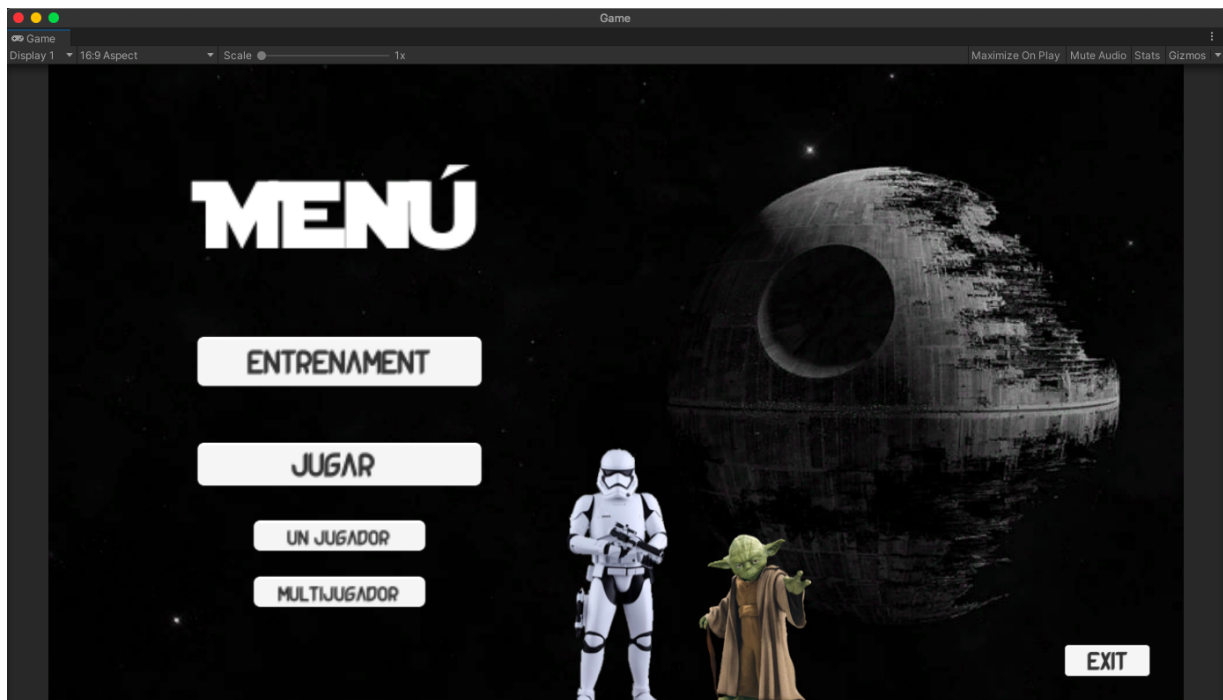 Game
Game
Display 1 16:9 Aspect Scale 1x Maximize On Play Mute Audio Stats Gizmos
MENÚ
ENTRENAMENT
JUGAR
UN JUGADOR
MULTIJUGADOR
EXIT